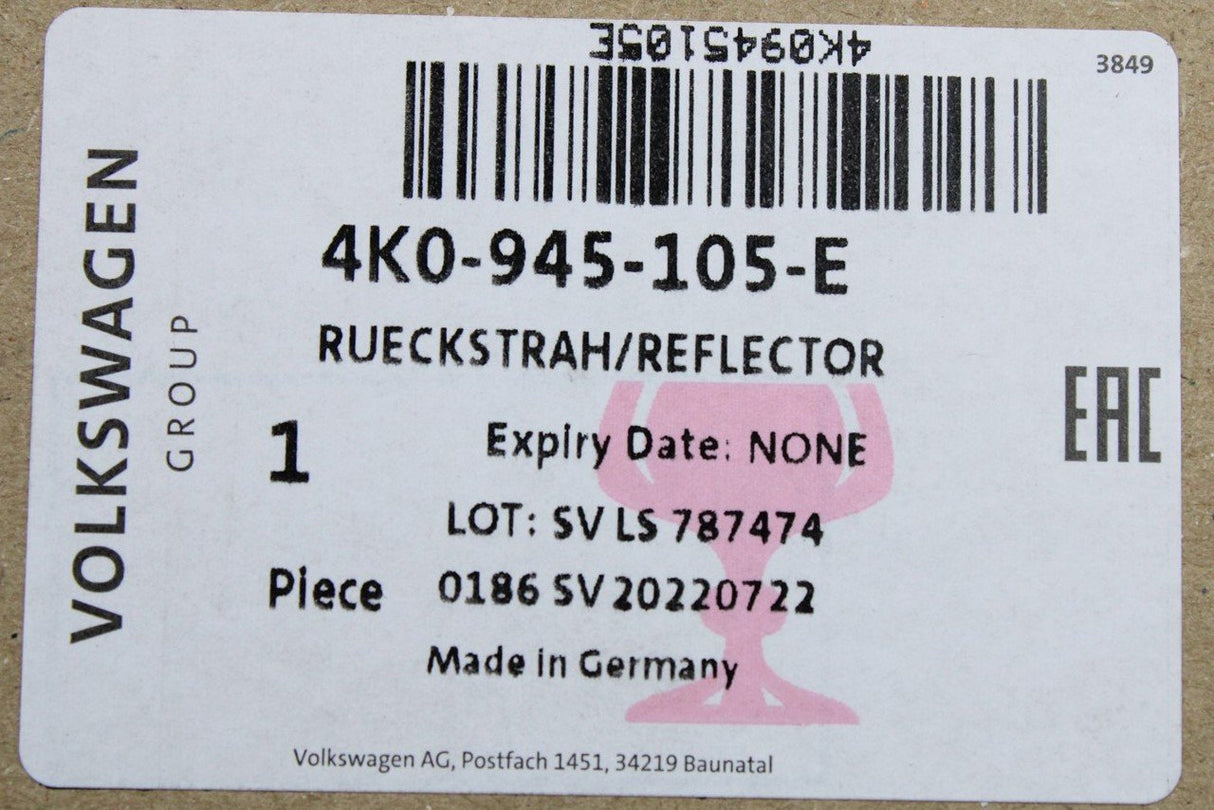 4K0945105E
3849
VOLKSWAGEN
GROUP
4K0-945-105-E
RUECKSTRAH/REFLECTOR
EAC
1
Expiry Date: NONE
LOT: SV LS 787474
Piece
0186 SV 20220722
Made in Germany
Volkswagen AG, Postfach 1451, 34219 Baunatal